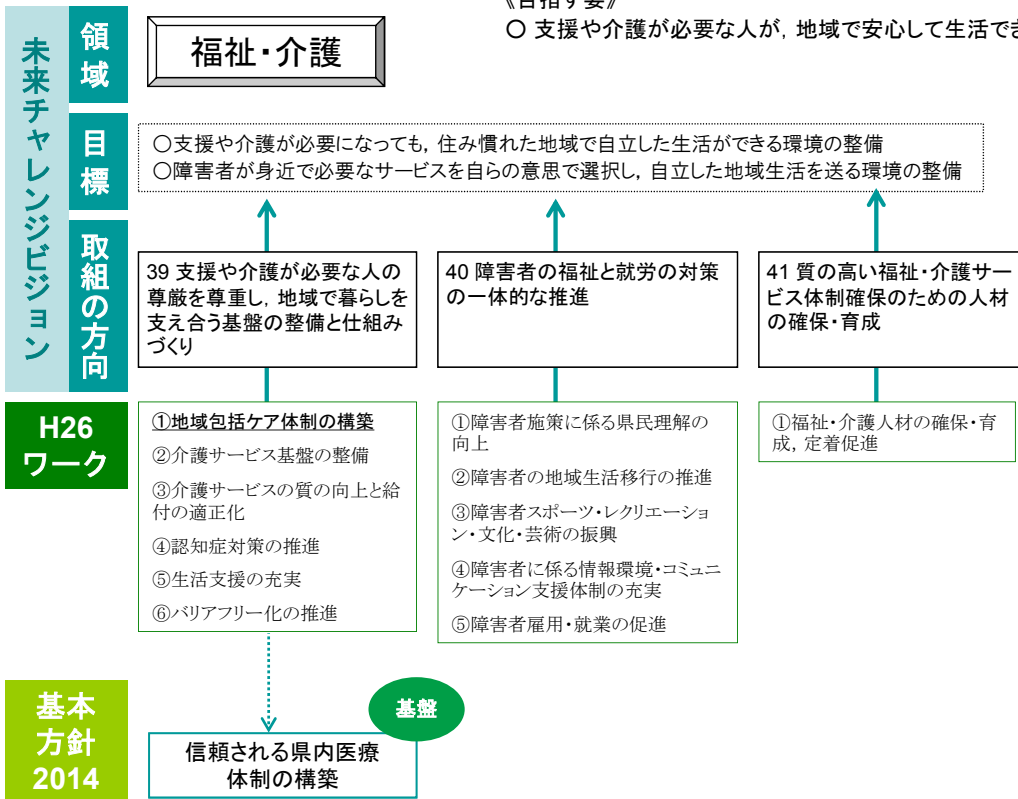 《目指す姿》
○ 支援や介護が必要な人が，地域で安心して生活でき
未来チャレンジビジョン
領域
福祉・介護
目標
○支援や介護が必要になっても，住み慣れた地域で自立した生活ができる環境の整備
○障害者が身近で必要なサービスを自らの意思で選択し，自立した地域生活を送る環境の整備
取組の方向
39 支援や介護が必要な人の
尊厳を尊重し，地域で暮らしを
支え合う基盤の整備と仕組み
づくり
40 障害者の福祉と就労の対策
の一体的な推進
41 質の高い福祉・介護サー
ビス体制確保のための人材
の確保・育成
H26
ワーク
①地域包括ケア体制の構築
②介護サービス基盤の整備
③介護サービスの質の向上と給
付の適正化
④認知症対策の推進
⑤生活支援の充実
⑥バリアフリー化の推進
①障害者施策に係る県民理解の
向上
②障害者の地域生活移行の推進
③障害者スポーツ・レクリエーショ
ン・文化・芸術の振興
④障害者に係る情報環境・コミュニ
ケーション支援体制の充実
⑤障害者雇用・就業の促進
①福祉・介護人材の確保・育
成，定着促進
基本
方針
2014
基盤
信頼される県内医療
体制の構築